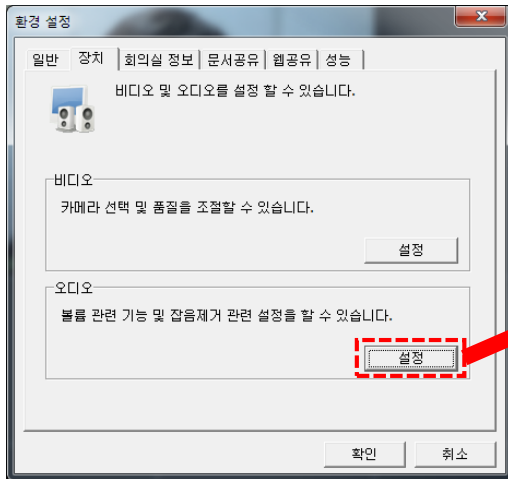 환경 설정
일반 장치 회의실 정보 문서공유 웹공유 성능
비디오 및 오디오를 설정 할 수 있습니다.
비디오
카메라 선택 및 품질을 조절할 수 있습니다.
설정
오디오
볼륨 관련 기능 및 잡음제거 관련 설정을 할 수 있습니다.
설정
확인 취소